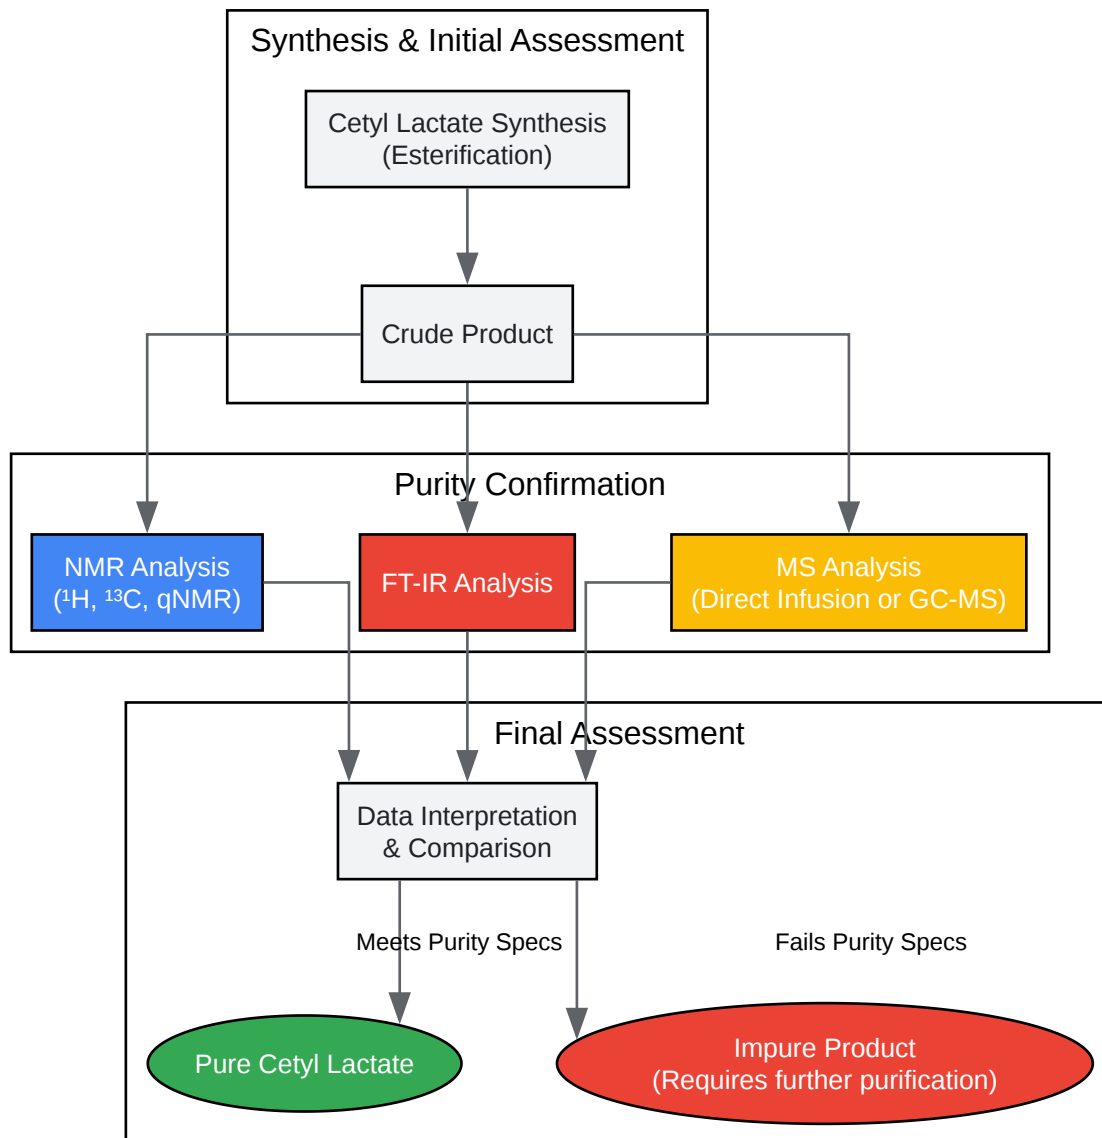 Synthesis & Initial Assessment
Cetyl Lactate Synthesis
(Esterification)
Crude Product
Purity Confirmation
NMR Analysis
(¹H, ¹³C, qNMR)
FT-IR Analysis
MS Analysis
(Direct Infusion or GC-MS)
Final Assessment
Data Interpretation
& Comparison
Meets Purity Specs
Fails Purity Specs
Pure Cetyl Lactate
Impure Product
(Requires further purification)